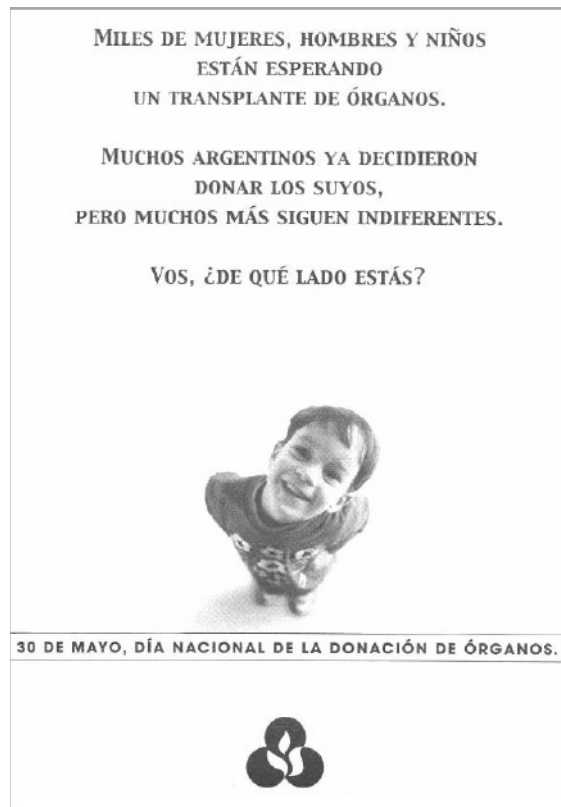 MILES DE MUJERES, HOMBRES Y NIÑOS
ESTÁN ESPERANDO
UN TRANSPLANTE DE ÓRGANOS.
MUCHOS ARGENTINOS YA DECIDIERON
DONAR LOS SUYOS,
PERO MUCHOS MÁS SIGUEN INDIFERENTES.
VOS, ¿DE QUÉ LADO ESTÁS?
30 DE MAYO, DÍA NACIONAL DE LA DONACIÓN DE ÓRGANOS.